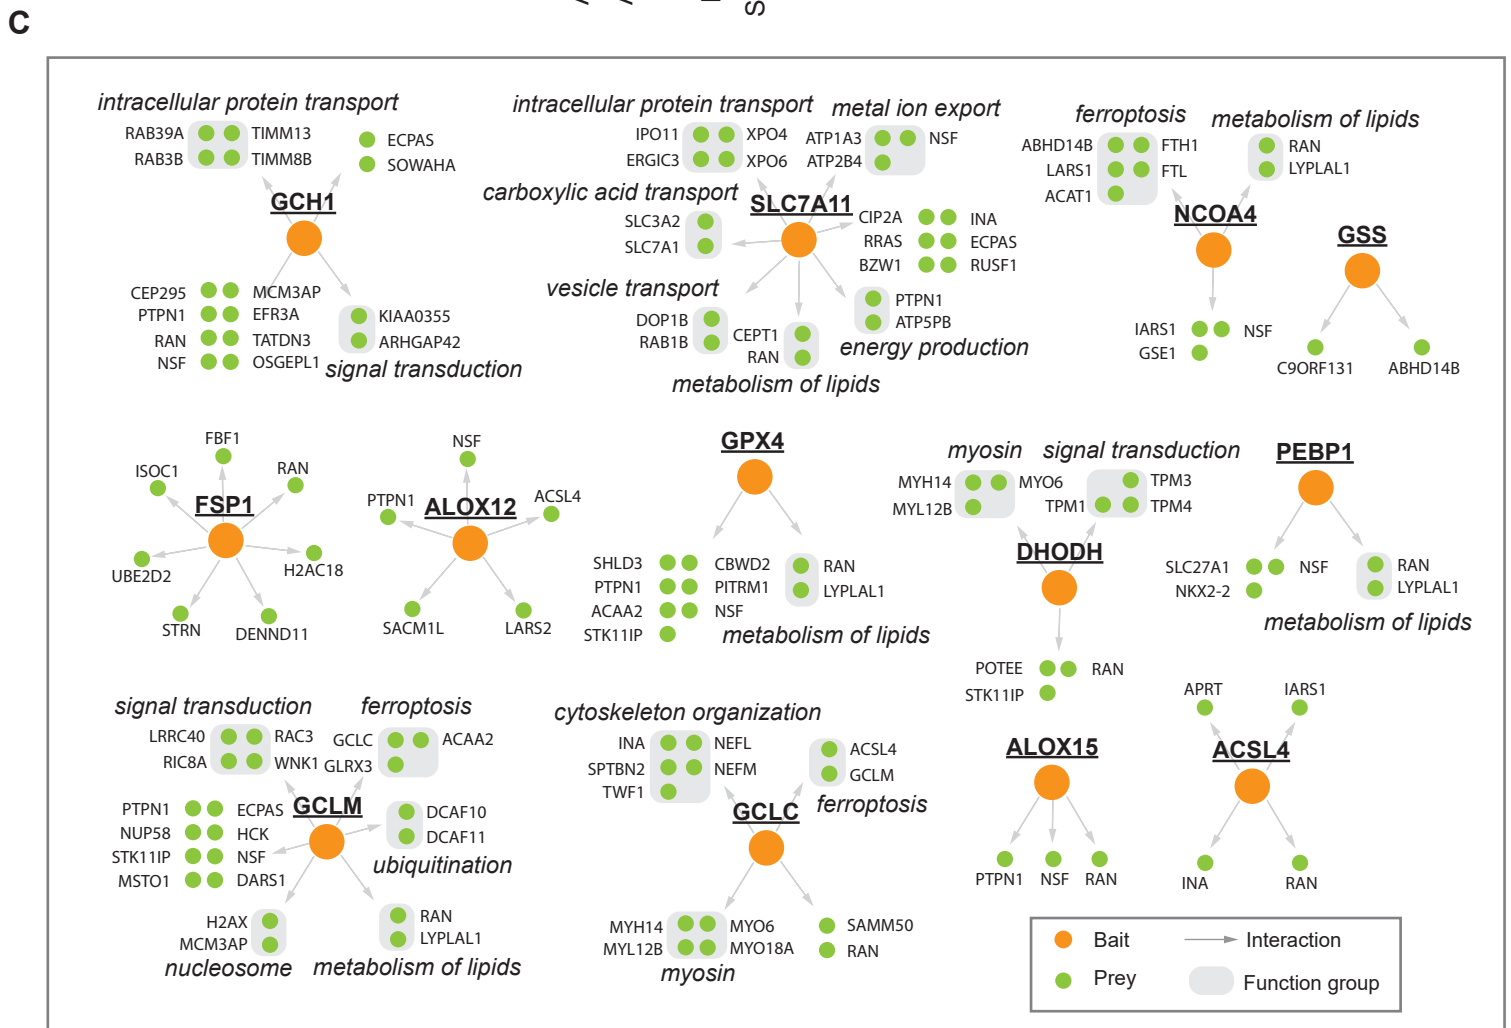 C
intracellular protein transport
RAB39A TIMM13
RAB3B TIMM8B
ECPAS
SOWAHA
GCH1
CEP295 MCM3AP
PTPN1 EFR3A
RAN TATDN3
NSF OSGEPL1
KIAA0355
ARHGAP42
signal transduction
intracellular protein transport
IPO11 XPO4
ERGIC3 XPO6
metal ion export
ATP1A3 NSF
ATP2B4
carboxylic acid transport
SLC3A2
SLC7A1
SLC7A11
CIP2A INA
RRAS ECPAS
BZW1 RUSF1
vesicle transport
DOP1B
RAB1B
CEPT1
RAN
metabolism of lipids
PTPN1
ATP5PB
energy production
ferroptosis
ABHD14B FTH1
LARS1 FTL
ACAT1
metabolism of lipids
RAN
LYPLAL1
NCOA4
IARS1 NSF
GSE1
GSS
C9ORF131
ABHD14B
FBF1
ISOC1
RAN
FSP1
UBE2D2
H2AC18
STRN
DENND11
NSF
PTPN1
ACSL4
ALOX12
SACM1L
LARS2
GPX4
SHLD3 CBWD2
PTPN1 PITRM1
ACAA2 NSF
STK11IP
RAN
LYPLAL1
metabolism of lipids
myosin
MYH14 MYO6
MYL12B
signal transduction
TPM3
TPM1 TPM4
DHODH
POTEE RAN
STK11IP
PEBP1
SLC27A1 NSF
NKX2-2
RAN
LYPLAL1
metabolism of lipids
signal transduction
LRRC40 RAC3
RIC8A WNK1
ferroptosis
GCLC ACAA2
GLRX3
GCLM
PTPN1 ECPAS
NUP58 HCK
STK11IP NSF
MSTO1 DARS1
DCAF10
DCAF11
ubiquitination
H2AX
MCM3AP
nucleosome
RAN
LYPLAL1
metabolism of lipids
cytoskeleton organization
INA NEFL
SPTBN2 NEFM
TWF1
ACSL4
GCLM
ferroptosis
GCLC
MYH14 MYO6
MYL12B MYO18A
myosin
SAMM50
RAN
ALOX15
PTPN1 NSF RAN
APRT
IARS1
ACSL4
INA
RAN
Bait
Interaction
Prey
Function group